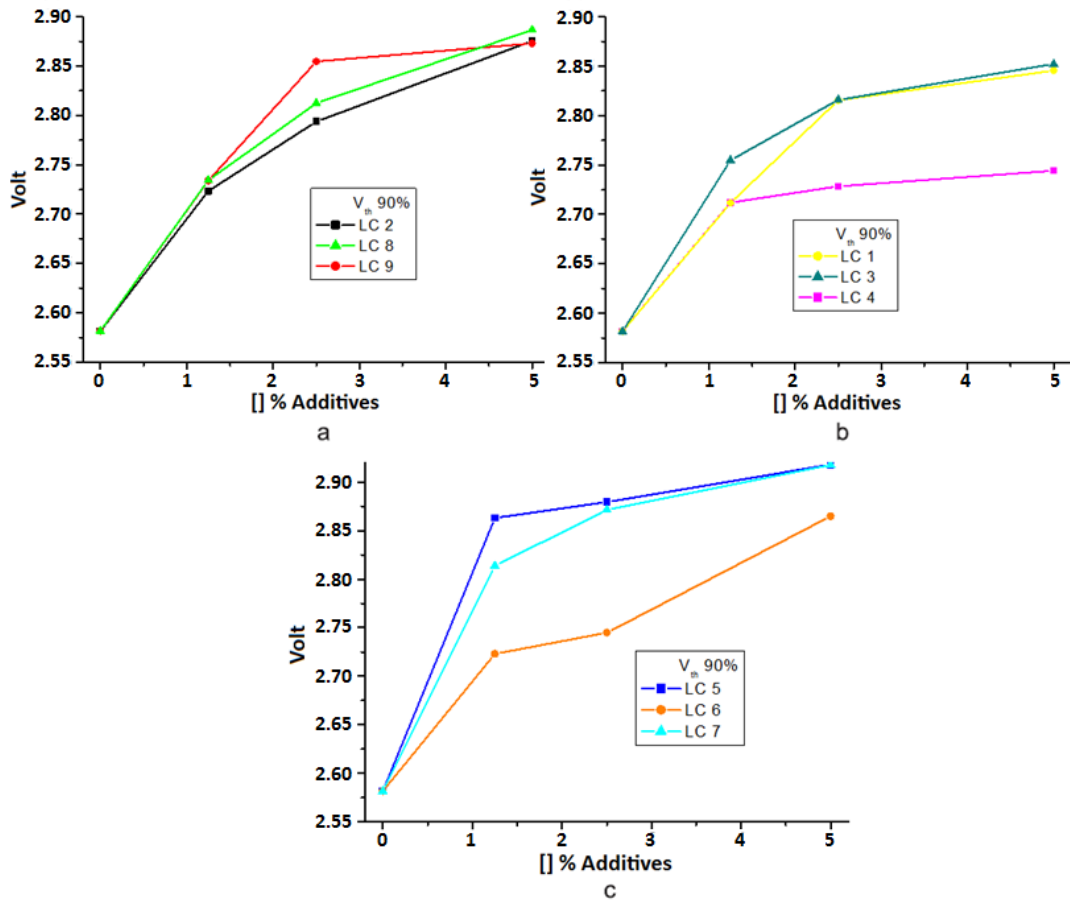 2.90
2.85
2.80
2.75
2.70
2.65
2.60
2.55
Volt
V th 90%
LC 2
LC 8
LC 9
0 1 2 3 4 5
[] % Additives
a
2.90
2.85
2.80
2.75
2.70
2.65
2.60
2.55
Volt
V th 90%
LC 1
LC 3
LC 4
0 1 2 3 4 5
[] % Additives
b
2.90
2.85
2.80
2.75
2.70
2.65
2.60
2.55
Volt
V th 90%
LC 5
LC 6
LC 7
0 1 2 3 4 5
[] % Additives
c